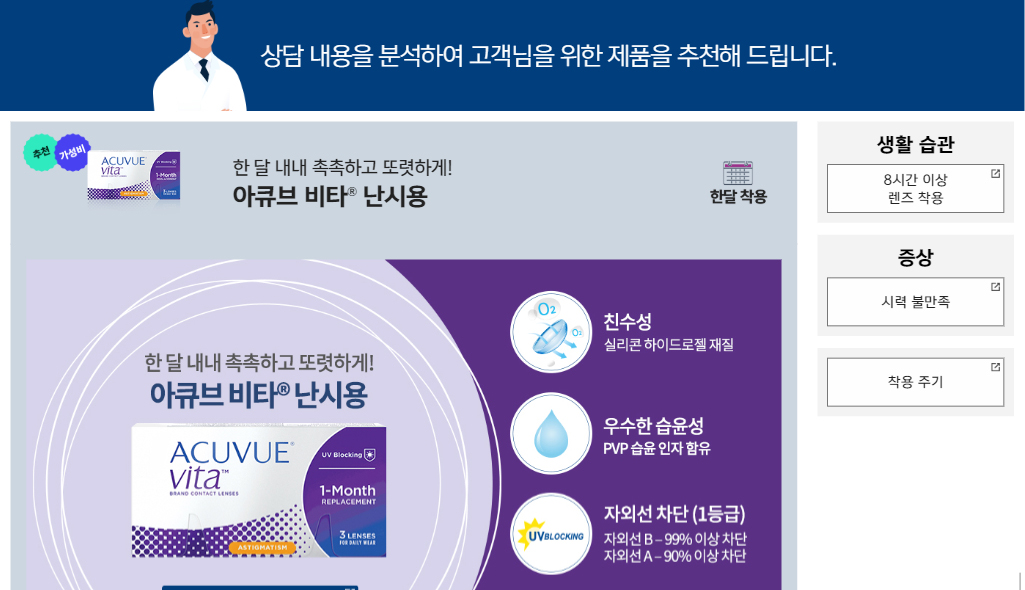 상담 내용을 분석하여 고객님을 위한 제품을 추천해 드립니다.
추천
가성비
ACUVUE
vita™
1-Month
한 달 내내 촉촉하고 또렷하게!
아큐브 비타® 난시용
한달 착용
생활 습관
8시간 이상
렌즈 착용
증상
시력 불만족
착용 주기
한 달 내내 촉촉하고 또렷하게!
아큐브 비타® 난시용
ACUVUE®
vita™
BRAND CONTACT LENSES
UV Blocking
1-Month
REPLACEMENT
3 LENSES
FOR DAILY WEAR
ASTIGMATISM
O2
O2
친수성
실리콘 하이드로젤 재질
우수한 습윤성
PVP 습윤 인자 함유
UV BLOCKING
자외선 차단 (1등급)
자외선 B – 99% 이상 차단
자외선 A – 90% 이상 차단